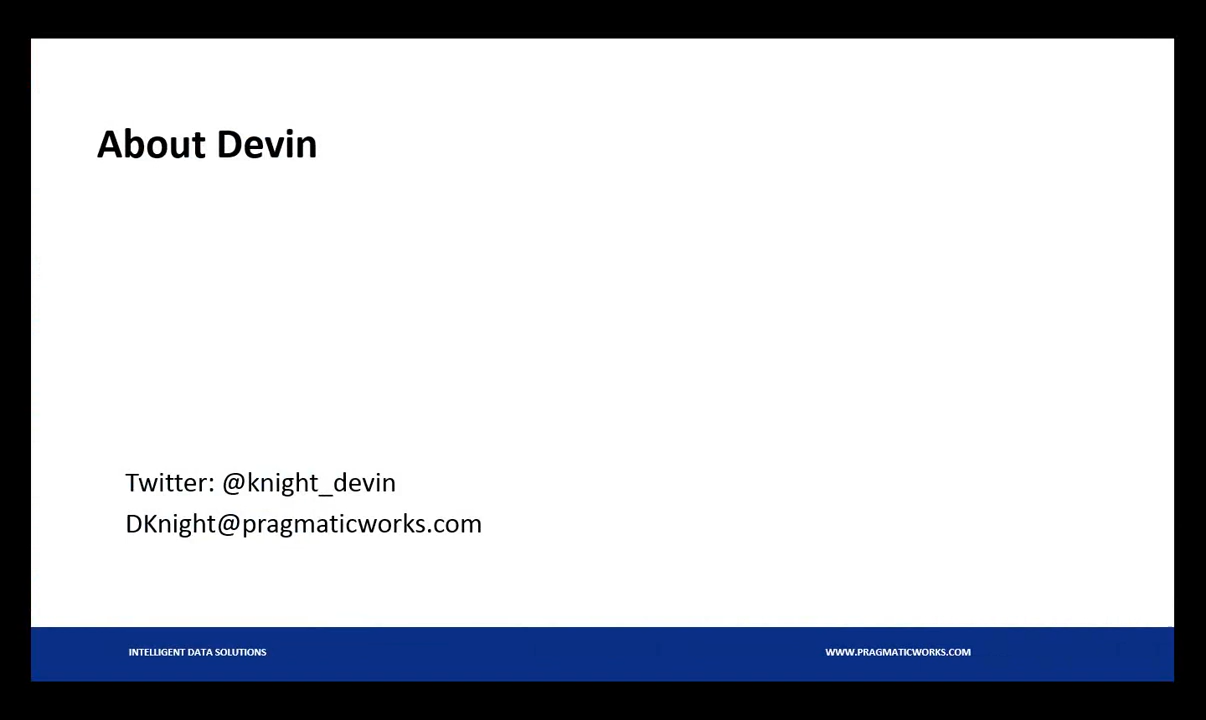 About Devin
Twitter: @knight_devin
DKnight@pragmaticworks.com
INTELLIGENT DATA SOLUTIONS
WWW.PRAGMATICWORKS.COM